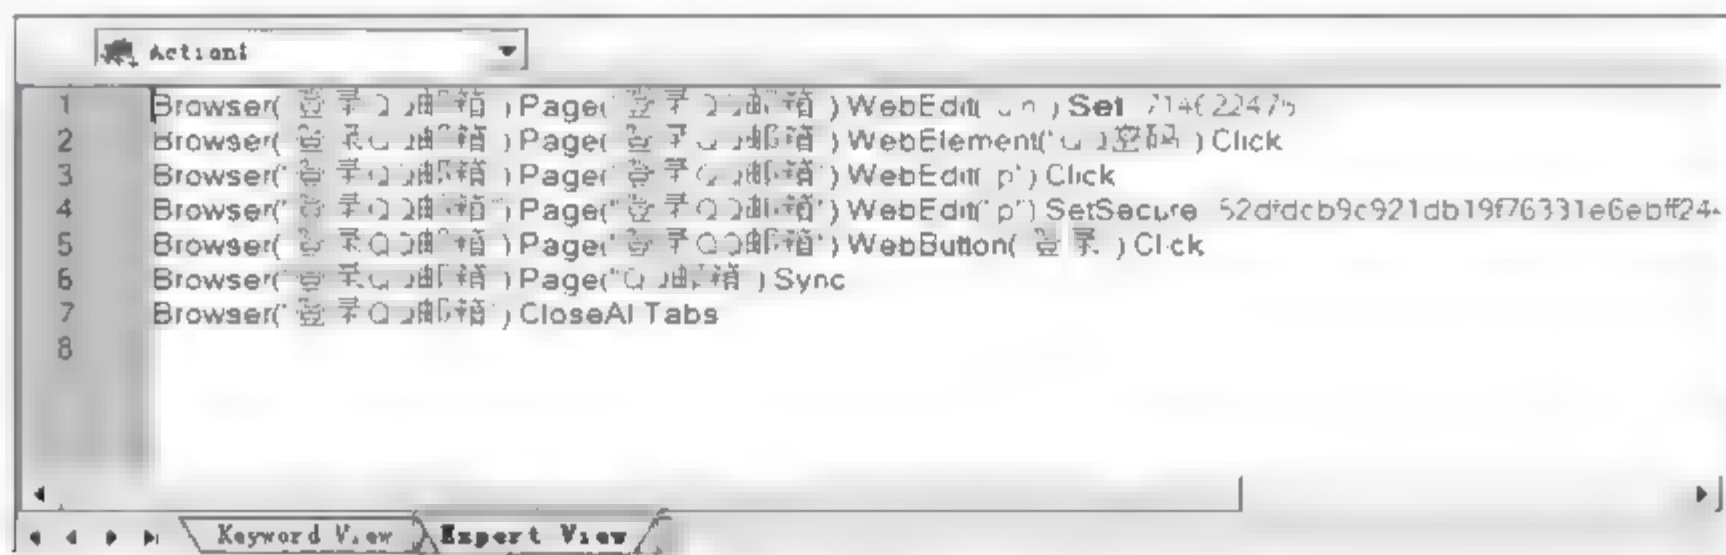 Action1
1 Browser("登录QQ邮箱").Page("登录QQ邮箱").WebEdit("u n").Set
2 Browser("登录QQ邮箱").Page("登录QQ邮箱").WebElement("QQ密码").Click
3 Browser("登录QQ邮箱").Page("登录QQ邮箱").WebEdit("p").Click
4 Browser("登录QQ邮箱").Page("登录QQ邮箱").WebEdit("p").SetSecure
5 Browser("登录QQ邮箱").Page("登录QQ邮箱").WebButton("登录").Click
6 Browser("登录QQ邮箱").Page("QQ邮箱").Sync
7 Browser("登录QQ邮箱").CloseAllTabs
8
Keyword View Expert View